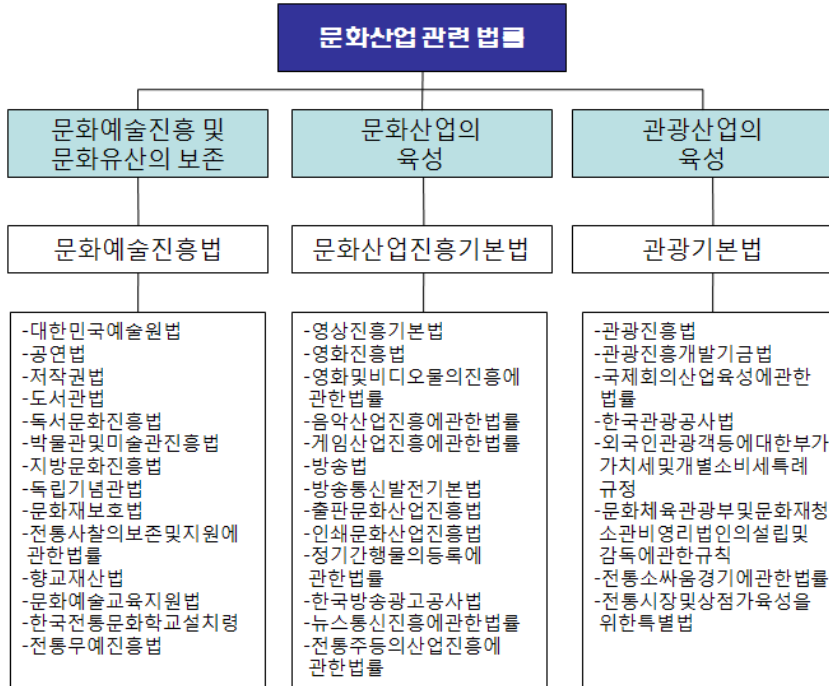 문화산업 관련 법률
문화예술진흥 및
문화유산의 보존
문화산업의
육성
관광산업의
육성
문화예술진흥법
문화산업진흥기본법
관광기본법
-대한민국예술원법
-공연법
-저작권법
-도서관법
-독서문화진흥법
-박물관및미술관진흥법
-지방문화진흥법
-독립기념관법
-문화재보호법
-전통사찰의보존및지원에
관한법률
-향교재산법
-문화예술교육지원법
-한국전통문화학교설치령
-전통무예진흥법
-영상진흥기본법
-영화진흥법
-영화및비디오물의진흥에
관한법률
-음악산업진흥에관한법률
-게임산업진흥에관한법률
-방송법
-방송통신발전기본법
-출판문화산업진흥법
-인쇄문화산업진흥법
-정기간행물의등록에
관한법률
-한국방송광고공사법
-뉴스통신진흥에관한법률
-전통주등의산업진흥에
관한법률
-관광진흥법
-관광진흥개발기금법
-국제회의산업육성에관한
법률
-한국관광공사법
-외국인관광객등에대한부가
가치세및개별소비세특례
규정
-문화체육관광부및문화재청
소관비영리법인의설립및
감독에관한규칙
-전통소싸움경기에관한법률
-전통시장및상점가육성을
위한특별법